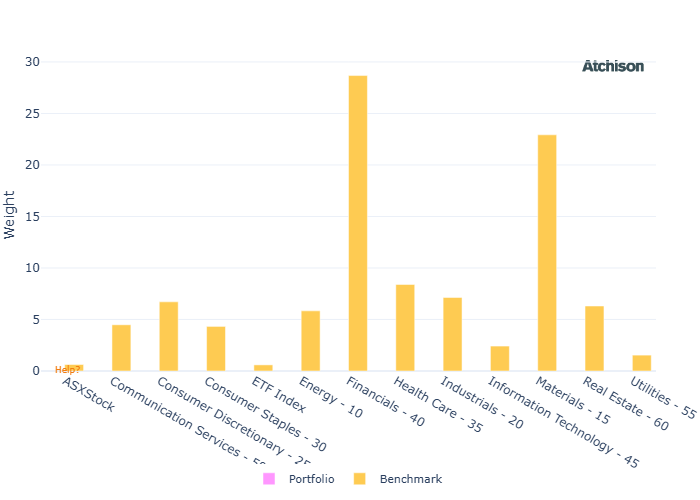 Atchison
30
25
20
15
10
5
0
Weight
Help?
ASXStock
Communication Services - 50
Consumer Discretionary - 25
Consumer Staples - 30
ETF Index
Energy - 10
Financials - 40
Health Care - 35
Industrials - 20
Information Technology - 45
Materials - 15
Real Estate - 60
Utilities - 55
Portfolio
Benchmark